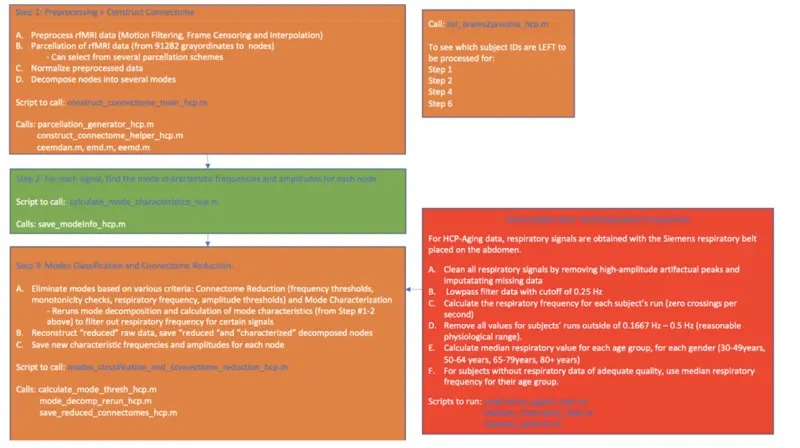 Step 1: Preprocessing + Construct Connectome
A. Preprocess rfMRI data (Motion Filtering, Frame Censoring and Interpolation)
B. Parcellation of rfMRI data (from 91282 grayordinates to nodes)
- Can select from several parcellation schemes
C. Normalize preprocessed data
D. Decompose nodes into several modes
Script to call: construct_connectome_main_hcp.m
Calls: parcellation_generator_hcp.m
construct_connectome_helper_hcp.m
ceemdan.m, emd.m, eemd.m
Call: list_brains2process_hcp.m
To see which subject IDs are LEFT to
be processed for:
Step 1
Step 2
Step 4
Step 6
Step 2: For each signal, find the mode characteristic frequencies and amplitudes for each node
Script to call: calculate_mode_characteristics_hcp.m
Calls: save_modeInfo_hcp.m
Step 3: Modes Classification and Connectome Reduction:
A. Eliminate modes based on various criteria: Connectome Reduction (frequency thresholds,
monotonicity checks, respiratory frequency, amplitude thresholds) and Mode Characterization
- Reruns mode decomposition and calculation of mode characteristics (from Step #1-2
above) to filter out respiratory frequency for certain signals
B. Reconstruct "reduced" raw data, save "reduced "and "characterized" decomposed nodes
C. Save new characteristic frequencies and amplitudes for each node
Script to call: modes_classification_and_connectome_reduction_hcp.m
Calls: calculate_mode_thresh_hcp.m
mode_decomp_rerun_hcp.m
save_reduced_connectomes_hcp.m
For HCP-Aging data, respiratory signals are obtained with the Siemens respiratory belt
placed on the abdomen.
A. Clean all respiratory signals by removing high-amplitude artifactual peaks and
imputatating missing data
B. Lowpass filter data with cutoff of 0.25 Hz
C. Calculate the respiratory frequency for each subject's run (zero crossings per
second)
D. Remove all values for subjects' runs outside of 0.1667 Hz – 0.5 Hz (reasonable
physiological range).
E. Calculate median respiratory value for each age group, for each gender (30-49years,
50-64 years, 65-79years, 80+ years)
F. For subjects without respiratory data of adequate quality, use median respiratory
frequency for their age group.
Scripts to run: